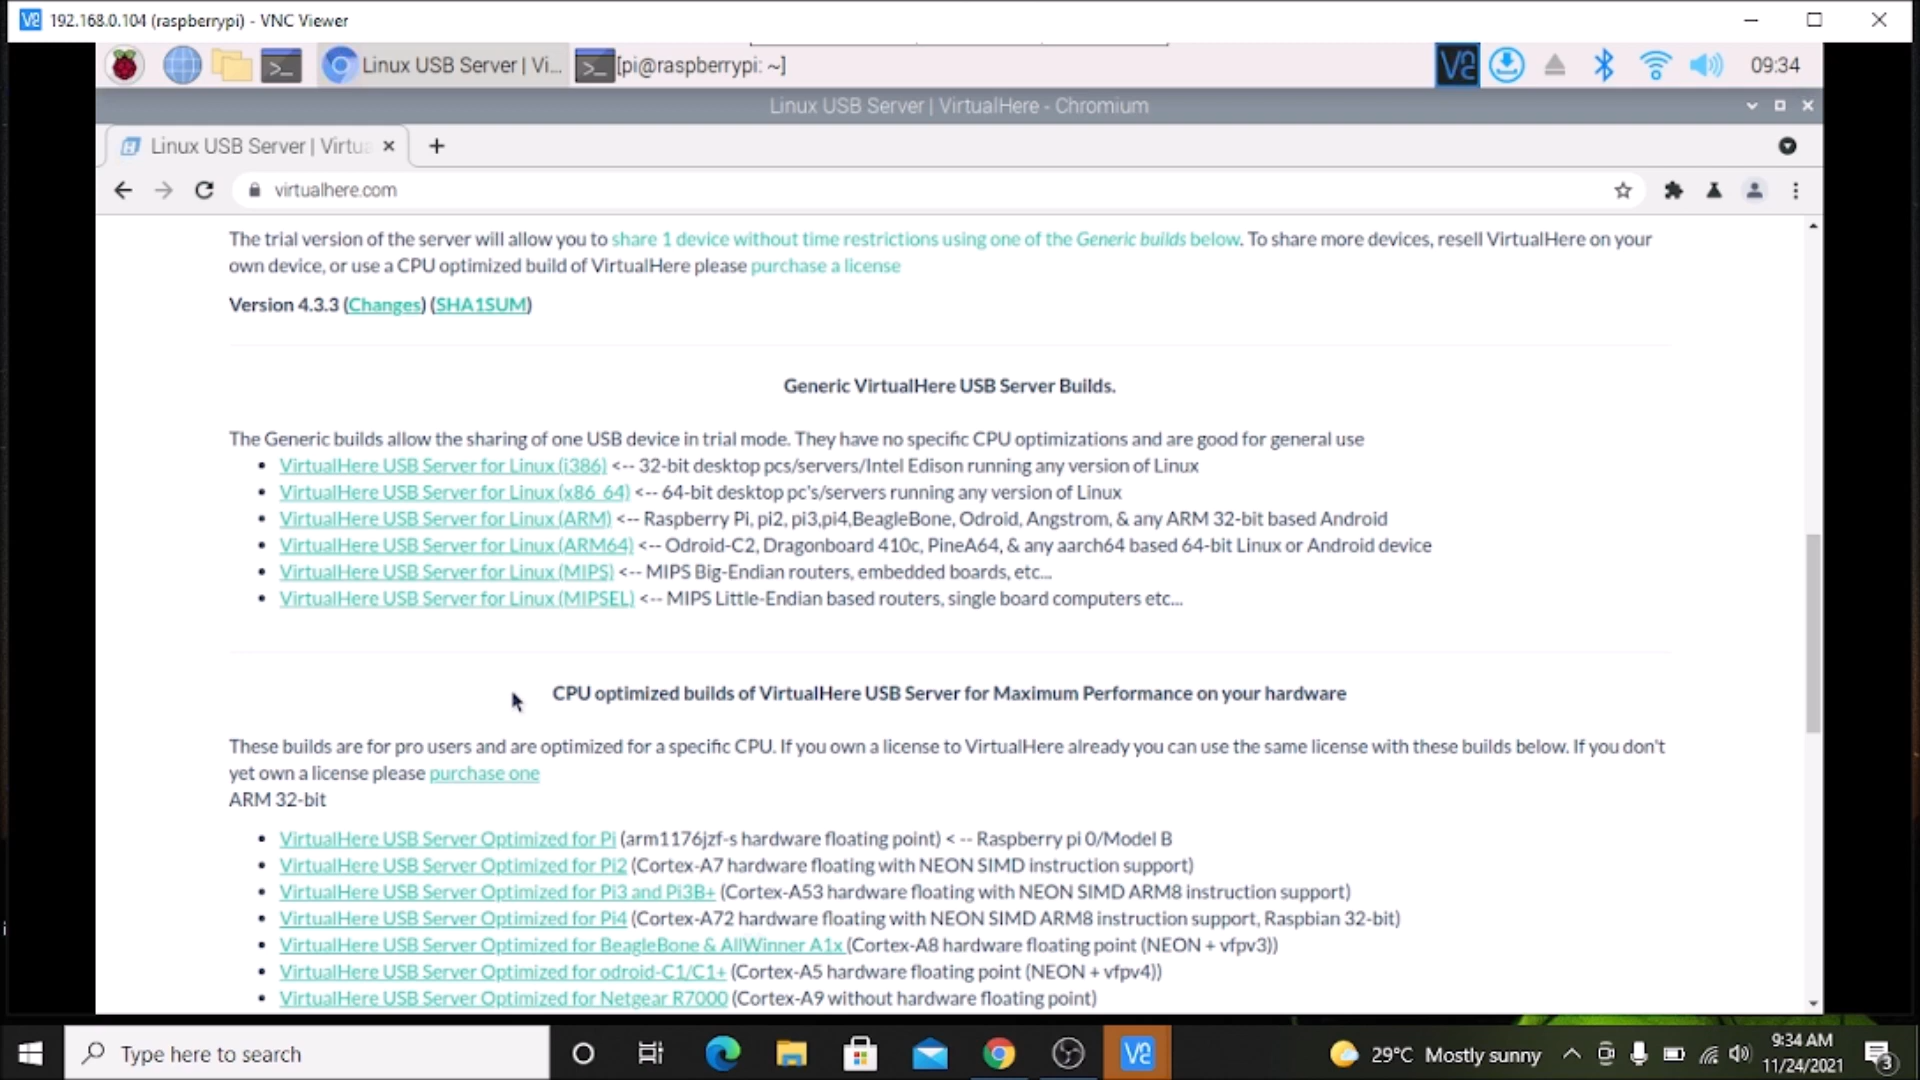 192.168.0.104 (raspberrypi) - VNC Viewer
Linux USB Server | Vi...
[pi@raspberrypi: ~]
09:34
Linux USB Server | VirtualHere - Chromium
Linux USB Server | Virtua
virtualhere.com
The trial version of the server will allow you to share 1 device without time restrictions using one of the Generic builds below. To share more devices, resell VirtualHere on your
own device, or use a CPU optimized build of VirtualHere please purchase a license
Version 4.3.3 (Changes) (SHA1SUM)
Generic VirtualHere USB Server Builds.
The Generic builds allow the sharing of one USB device in trial mode. They have no specific CPU optimizations and are good for general use
• VirtualHere USB Server for Linux (i386) <-- 32-bit desktop pcs/servers/Intel Edison running any version of Linux
• VirtualHere USB Server for Linux (x86_64) <-- 64-bit desktop pc's/servers running any version of Linux
• VirtualHere USB Server for Linux (ARM) <-- Raspberry Pi, pi2, pi3,pi4,BeagleBone, Odroid, Angstrom, & any ARM 32-bit based Android
• VirtualHere USB Server for Linux (ARM64) <-- Odroid-C2, Dragonboard 410c, PineA64, & any aarch64 based 64-bit Linux or Android device
• VirtualHere USB Server for Linux (MIPS) <-- MIPS Big-Endian routers, embedded boards, etc...
• VirtualHere USB Server for Linux (MIPSEL) <-- MIPS Little-Endian based routers, single board computers etc...
CPU optimized builds of VirtualHere USB Server for Maximum Performance on your hardware
These builds are for pro users and are optimized for a specific CPU. If you own a license to VirtualHere already you can use the same license with these builds below. If you don't
yet own a license please purchase one
ARM 32-bit
• VirtualHere USB Server Optimized for Pi (arm1176jzf-s hardware floating point) < -- Raspberry pi 0/Model B
• VirtualHere USB Server Optimized for Pi2 (Cortex-A7 hardware floating with NEON SIMD instruction support)
• VirtualHere USB Server Optimized for Pi3 and Pi3B+ (Cortex-A53 hardware floating with NEON SIMD ARM8 instruction support)
• VirtualHere USB Server Optimized for Pi4 (Cortex-A72 hardware floating with NEON SIMD ARM8 instruction support, Raspbian 32-bit)
• VirtualHere USB Server Optimized for BeagleBone & AllWinner A1x (Cortex-A8 hardware floating point (NEON + vfpv3))
• VirtualHere USB Server Optimized for odroid-C1/C1+ (Cortex-A5 hardware floating point (NEON + vfpv4))
• VirtualHere USB Server Optimized for Netgear R7000 (Cortex-A9 without hardware floating point)
Type here to search
29°C Mostly sunny
9:34 AM
11/24/2021
3